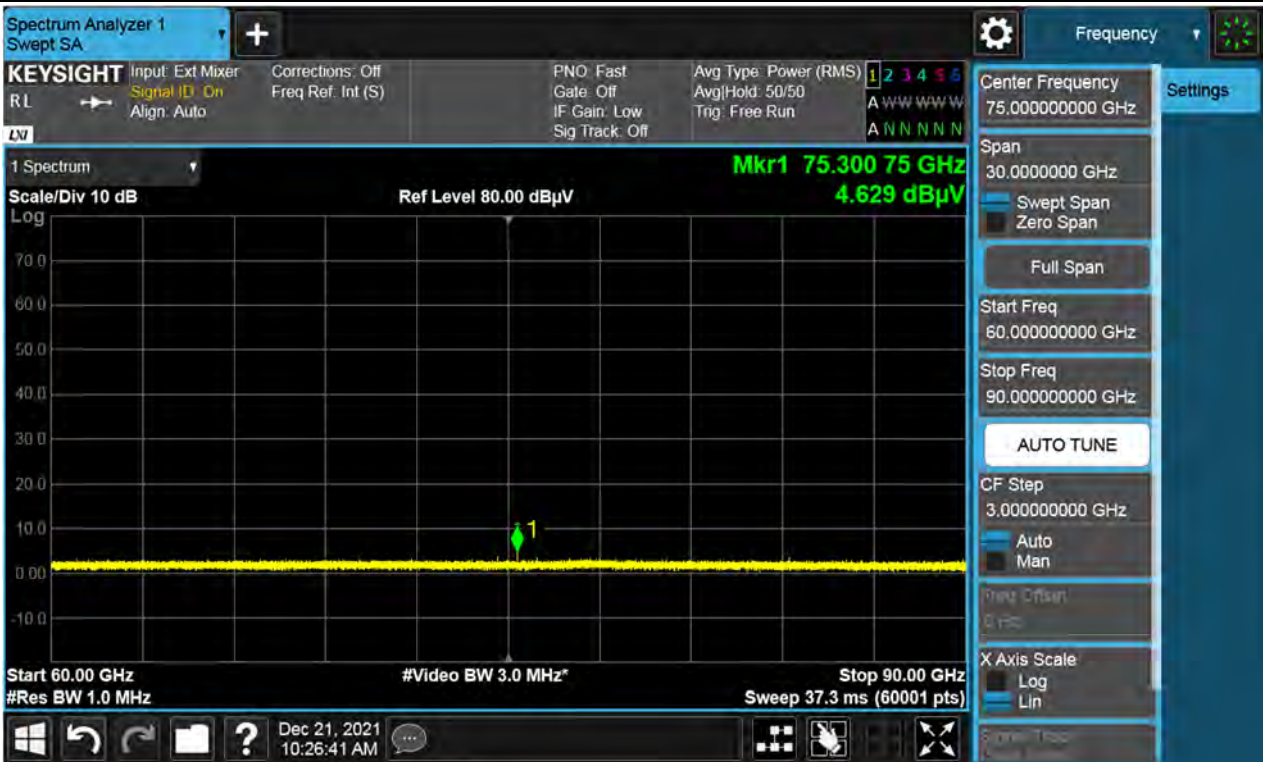 Spectrum Analyzer 1
Swept SA
+
Frequency
KEYSIGHT
RL
LXI
Input: Ext Mixer
Signal ID: On
Align: Auto
Corrections: Off
Freq Ref: Int (S)
PNO: Fast
Gate: Off
IF Gain: Low
Sig Track: Off
Avg Type: Power (RMS)
Avg|Hold: 50/50
Trig: Free Run
1 2 3 4 5 6
A W W W W W
A N N N N N
Center Frequency
75.000000000 GHz
Settings
Span
30.0000000 GHz
Swept Span
Zero Span
Full Span
Start Freq
60.000000000 GHz
Stop Freq
90.000000000 GHz
AUTO TUNE
CF Step
3.000000000 GHz
Auto
Man
Freq Offset
0 Hz
X Axis Scale
Log
Lin
1 Spectrum
Mkr1 75.300 75 GHz
Scale/Div 10 dB
Ref Level 80.00 dBµV
4.629 dBµV
Log
70.0
60.0
50.0
40.0
30.0
20.0
10.0
0.00
-10.0
1
Start 60.00 GHz
#Video BW 3.0 MHz*
Stop 90.00 GHz
#Res BW 1.0 MHz
Sweep 37.3 ms (60001 pts)
?
Dec 21, 2021
10:26:41 AM